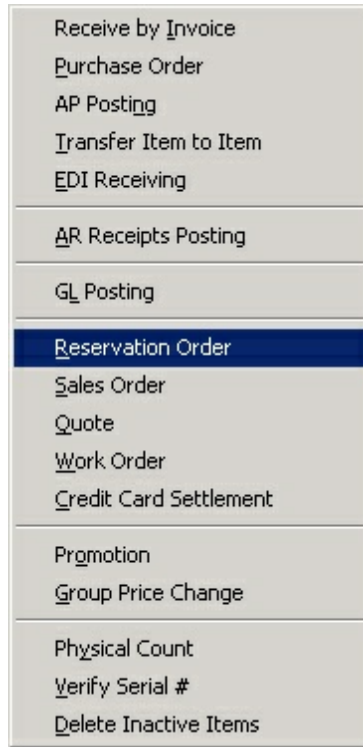 Receive by Invoice
Purchase Order
AP Posting
Transfer Item to Item
EDI Receiving
AR Receipts Posting
GL Posting
Reservation Order
Sales Order
Quote
Work Order
Credit Card Settlement
Promotion
Group Price Change
Physical Count
Verify Serial #
Delete Inactive Items